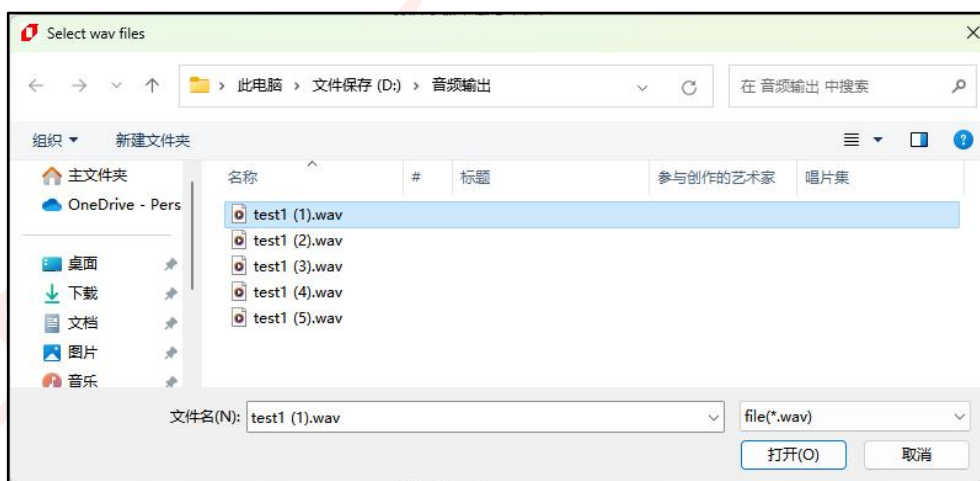 Select wav files
此电脑 › 文件保存 (D:) › 音频输出
在 音频输出 中搜索
组织 新建文件夹
主文件夹
OneDrive - Pers
桌面
下载
文档
图片
音乐
名称 # 标题 参与创作的艺术家 唱片集
test1 (1).wav
test1 (2).wav
test1 (3).wav
test1 (4).wav
test1 (5).wav
文件名(N): test1 (1).wav file(*.wav)
打开(O) 取消